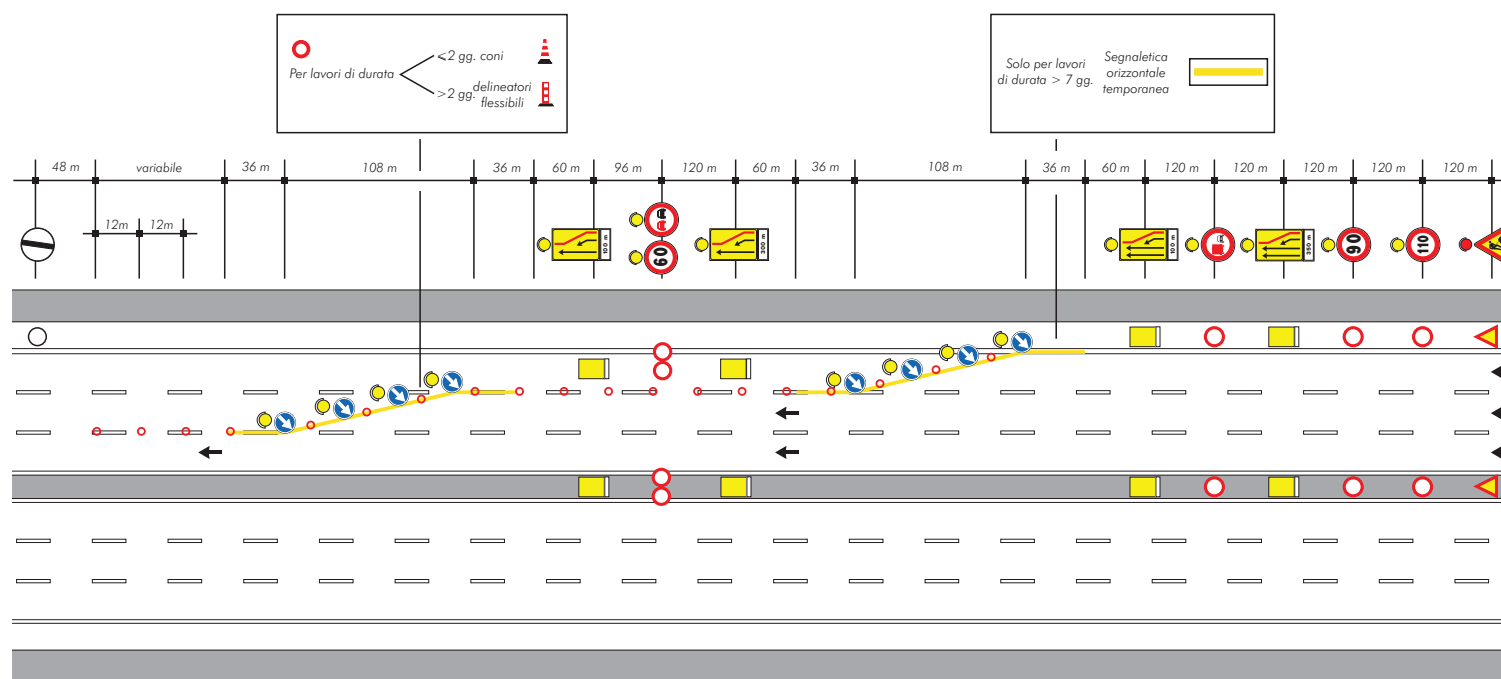 Per lavori di durata
⩽2 gg. coni
>2 gg. delineatori
flessibili
Solo per lavori
di durata > 7 gg.
Segnaletica
orizzontale
temporanea
48 m
variabile
36 m
108 m
36 m
60 m
96 m
120 m
60 m
36 m
108 m
36 m
60 m
120 m
120 m
120 m
120 m
120 m
12m
12m
100 m
60
300 m
100 m
350 m
90
110